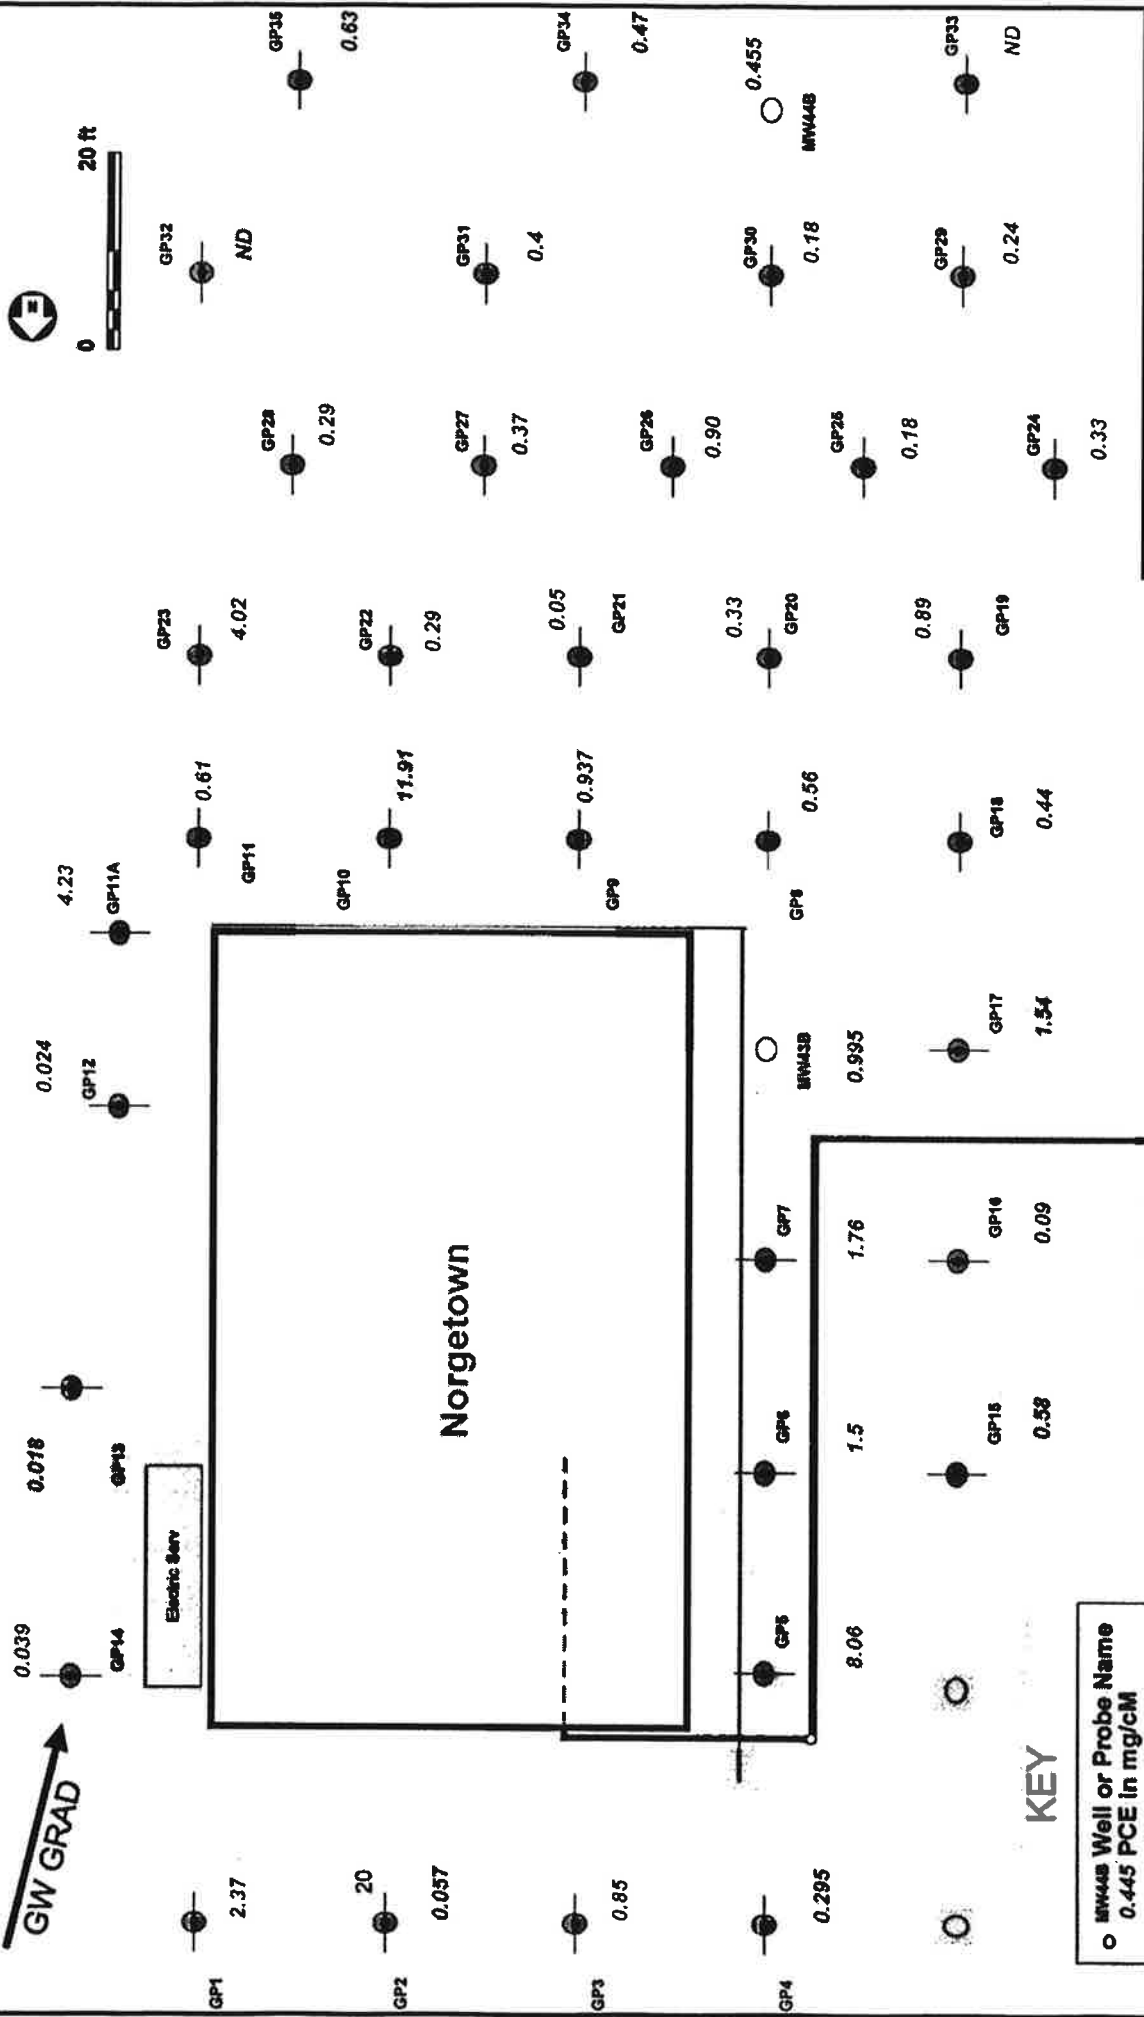 GW GRAD
0.039
GP14
0.018
GP13
0.024
GP12
4.23
GP11A
N
0
20 ft
Electric Serv
GP1
2.37
0.61
GP11
GP23
4.02
GP32
ND
GP28
0.29
GP35
0.63
GP2
20
0.057
GP10
11.91
GP22
0.29
GP27
0.37
GP31
0.4
Norgetown
GP3
0.85
GP9
0.937
0.05
GP21
GP26
0.90
GP34
0.47
GP4
0.295
GP5
8.06
GP6
1.5
GP7
1.76
MW43B
0.995
GP8
0.56
0.33
GP20
GP25
0.18
GP30
0.18
0.455
MW44B
GP15
0.58
GP16
0.09
GP17
1.54
GP18
0.44
0.89
GP19
GP24
0.33
GP29
0.24
GP33
ND
KEY
MW44B Well or Probe Name
0.445 PCE in mg/cM